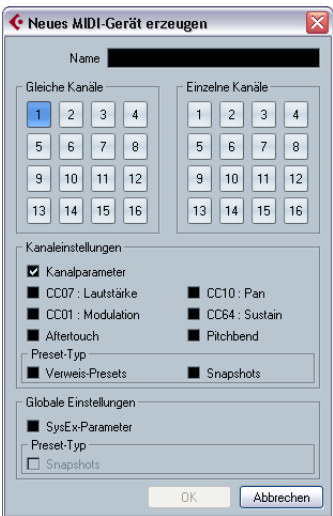 Neues MIDI-Gerät erzeugen
Name
Gleiche Kanäle Einzelne Kanäle
1 2 3 4 1 2 3 4
5 6 7 8 5 6 7 8
9 10 11 12 9 10 11 12
13 14 15 16 13 14 15 16
Kanaleinstellungen
Kanalparameter
CC07 : Lautstärke CC10 : Pan
CC01 : Modulation CC64 : Sustain
Aftertouch Pitchbend
Preset-Typ
Verweis-Presets Snapshots
Globale Einstellungen
SysEx-Parameter
Preset-Typ
Snapshots
OK Abbrechen